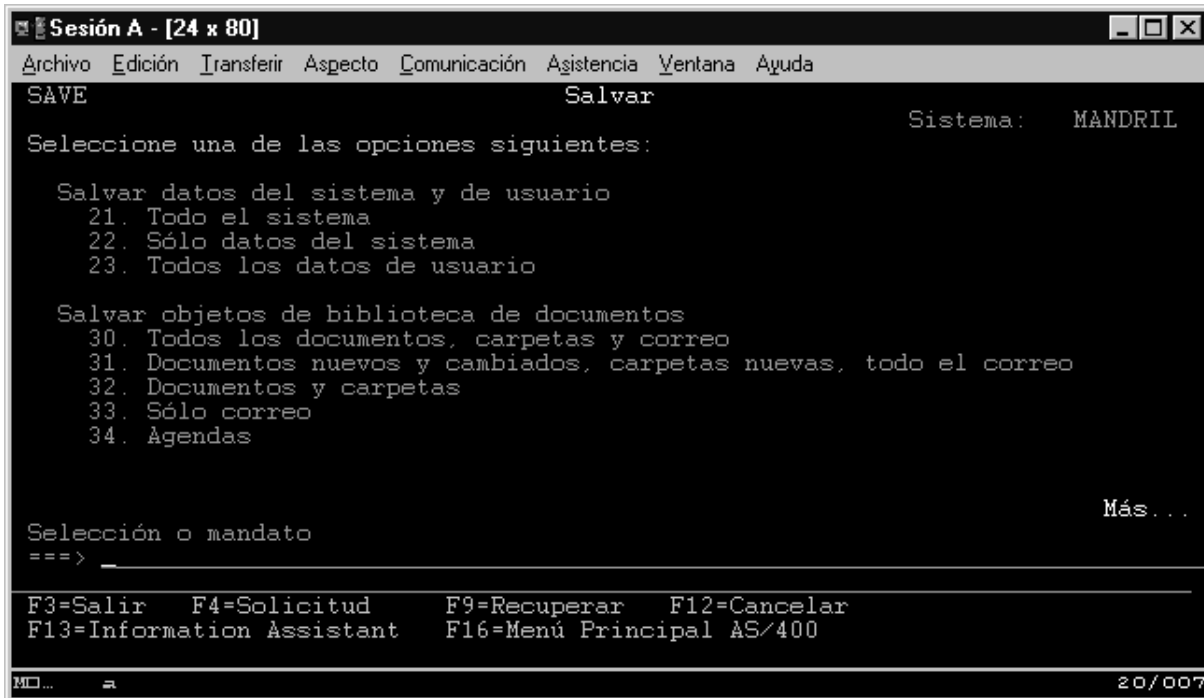 Sesión A - [24 x 80]
Archivo Edición Transferir Aspecto Comunicación Asistencia Ventana Ayuda
SAVE Salvar
Sistema: MANDRIL
Seleccione una de las opciones siguientes:
Salvar datos del sistema y de usuario
21. Todo el sistema
22. Sólo datos del sistema
23. Todos los datos de usuario
Salvar objetos de biblioteca de documentos
30. Todos los documentos, carpetas y correo
31. Documentos nuevos y cambiados, carpetas nuevas, todo el correo
32. Documentos y carpetas
33. Sólo correo
34. Agendas
Más...
Selección o mandato
===> _
F3=Salir F4=Solicitud F9=Recuperar F12=Cancelar
F13=Information Assistant F16=Menú Principal AS/400
a 20/007